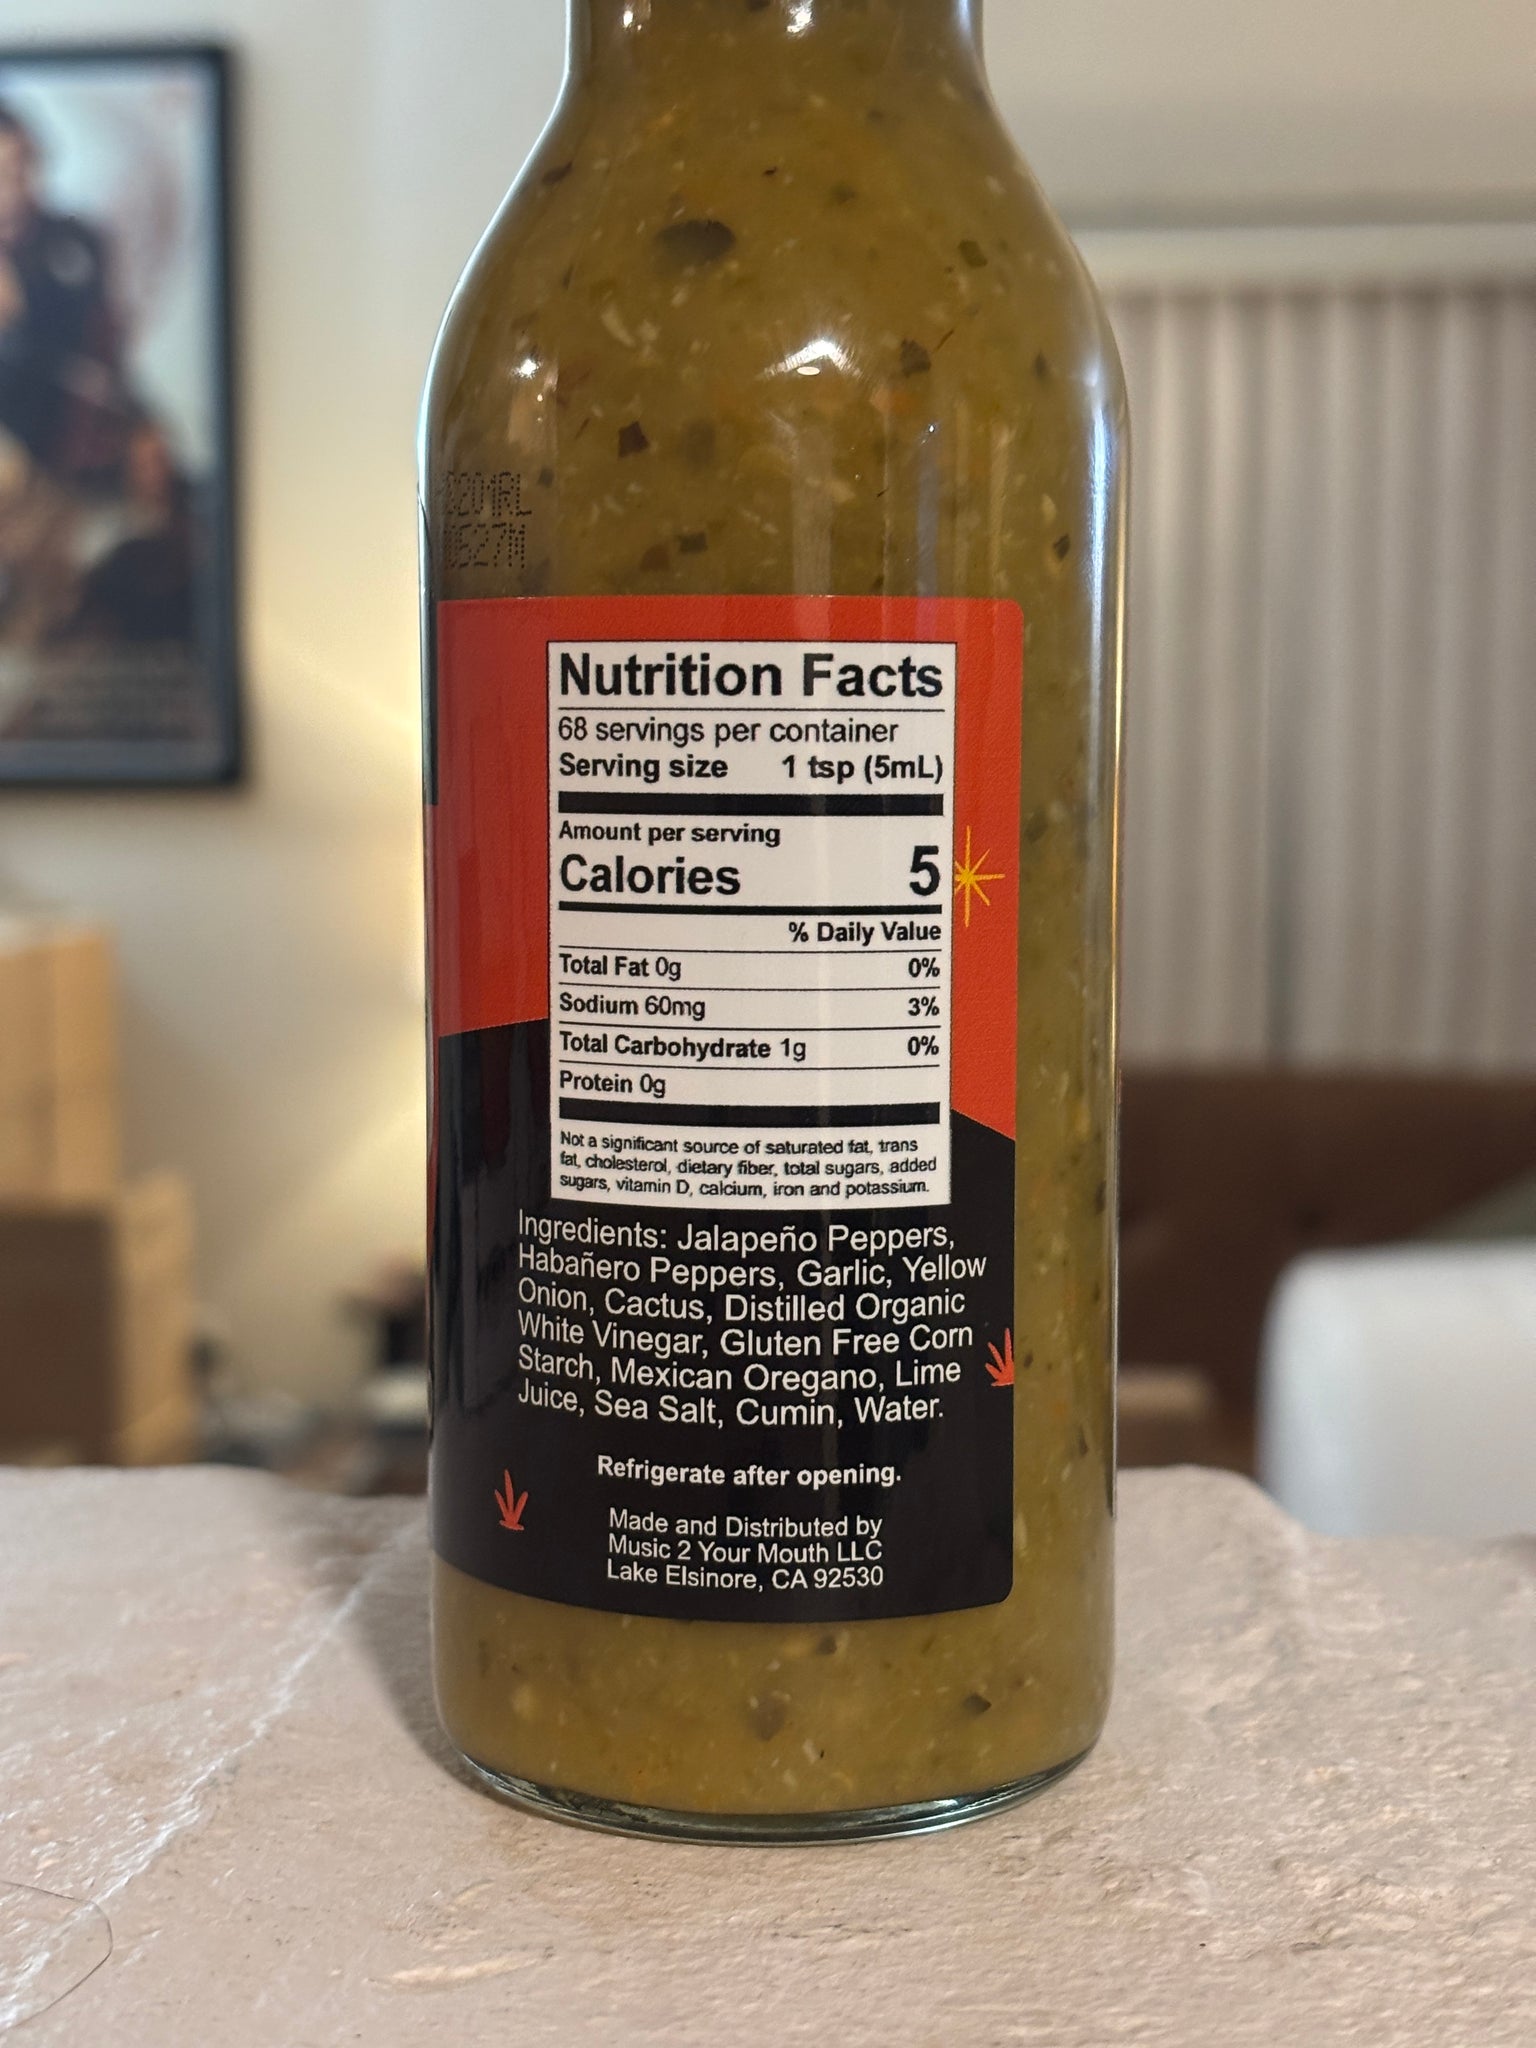 Nutrition Facts
68 servings per container
Serving size 1 tsp (5mL)
Amount per serving
Calories 5
% Daily Value
Total Fat 0g 0%
Sodium 60mg 3%
Total Carbohydrate 1g 0%
Protein 0g
Not a significant source of saturated fat, trans
fat, cholesterol, dietary fiber, total sugars, added
sugars, vitamin D, calcium, iron and potassium.
Ingredients: Jalapeño Peppers,
Habañero Peppers, Garlic, Yellow
Onion, Cactus, Distilled Organic
White Vinegar, Gluten Free Corn
Starch, Mexican Oregano, Lime
Juice, Sea Salt, Cumin, Water.
Refrigerate after opening.
Made and Distributed by
Music 2 Your Mouth LLC
Lake Elsinore, CA 92530